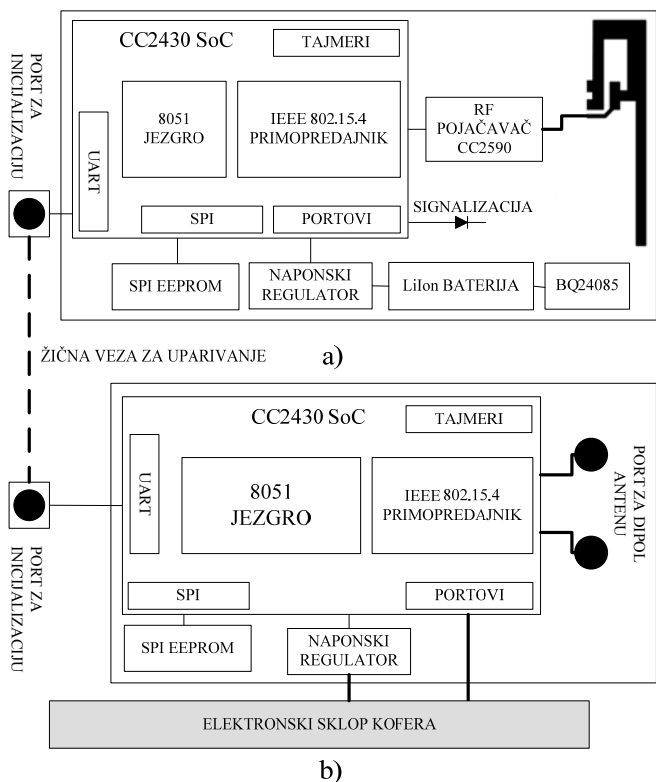 PORT ZA
INICIJALIZACIJU
CC2430 SoC
TAJMERI
8051
JEZGRO
IEEE 802.15.4
PRIMOPREDAJNIK
RF
POJAČAVAČ
CC2590
UART
SPI
PORTOVI
SIGNALIZACIJA
SPI EEPROM
NAPONSKI
REGULATOR
LiIon BATERIJA
BQ24085
a)
ŽIČNA VEZA ZA UPARIVANJE
CC2430 SoC
TAJMERI
UART
8051
JEZGRO
IEEE 802.15.4
PRIMOPREDAJNIK
PORT ZA DIPOL
ANTENU
PORT ZA
INICIJALIZACIJU
SPI
PORTOVI
SPI EEPROM
NAPONSKI
REGULATOR
ELEKTRONSKI SKLOP KOFERA
b)